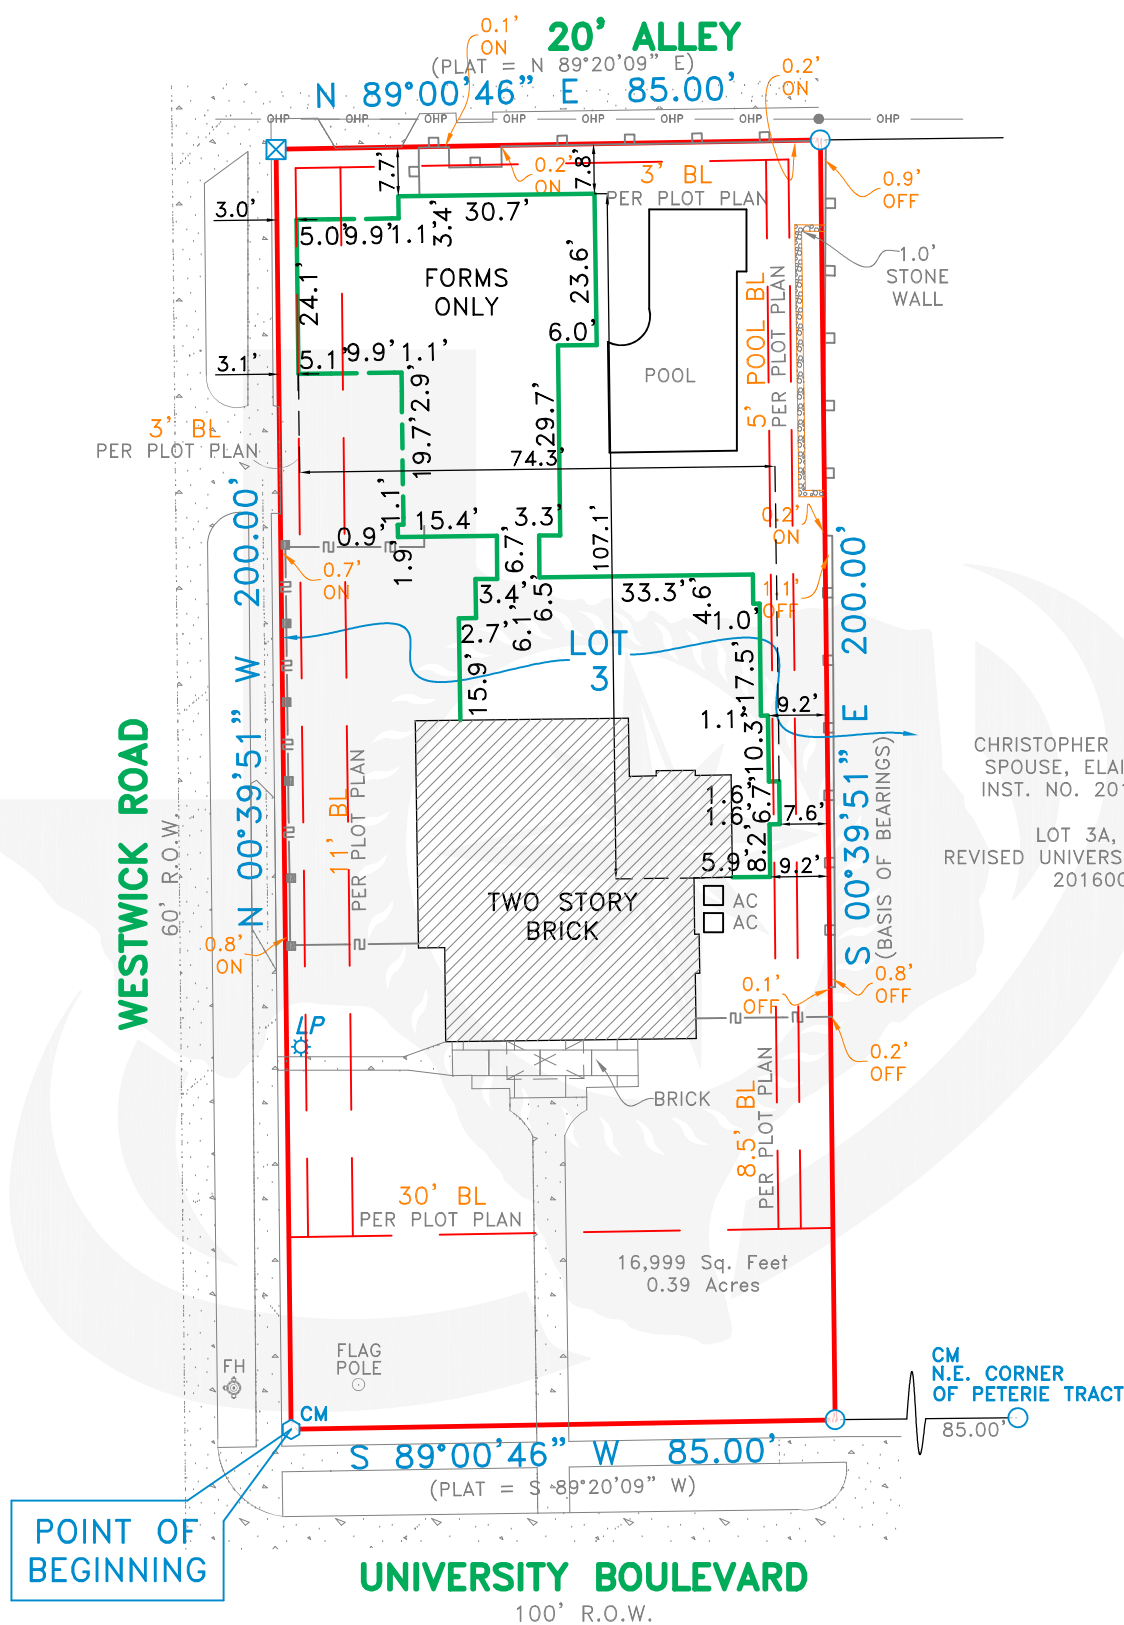 0.1'
ON
20' ALLEY
(PLAT = N 89°20'09" E)
0.2'
ON
N 89°00'46" E 85.00'
OHP
OHP
OHP
OHP
OHP
OHP
OHP
OHP
7.7'
0.2'
ON
7.8'
3' BL
PER PLOT PLAN
0.9'
OFF
3.0'
30.7'
3.4'
5.0'
9.9'
1.1'
24.1'
FORMS
ONLY
23.6'
1.0'
STONE
WALL
5' POOL BL
PER PLOT PLAN
6.0'
3.1'
5.1'
9.9'
1.1'
2.9'
POOL
3' BL
PER PLOT PLAN
19.7'
29.7'
74.3'
1.1'
0.9'
15.4'
3.3'
107.1'
0.2'
ON
1.9'
6.7'
0.7'
ON
3.4'
6.5'
33.3'
4.6'
1.1'
OFF
1.0'
2.7'
6.1'
LOT
3
15.9'
17.5'
9.2'
1.1'
10.3'
N 00°39'51" W 200.00'
S 00°39'51" E 200.00'
(BASIS OF BEARINGS)
CHRISTOPHER
SPOUSE, ELAI
INST. NO. 201
WESTWICK ROAD
60' R.O.W.
11' BL
PER PLOT PLAN
1.6'
1.6'
6.7'
7.6'
LOT 3A,
REVISED UNIVERS
201600
8.2'
5.9'
9.2'
TWO STORY
BRICK
AC
AC
0.8'
ON
0.1'
OFF
0.8'
OFF
LP
0.2'
OFF
BRICK
8.5' BL
PER PLOT PLAN
30' BL
PER PLOT PLAN
16,999 Sq. Feet
0.39 Acres
FH
FLAG
POLE
CM
N.E. CORNER
OF PETERIE TRACT
CM
85.00'
S 89°00'46" W 85.00'
(PLAT = S 89°20'09" W)
POINT OF
BEGINNING
UNIVERSITY BOULEVARD
100' R.O.W.